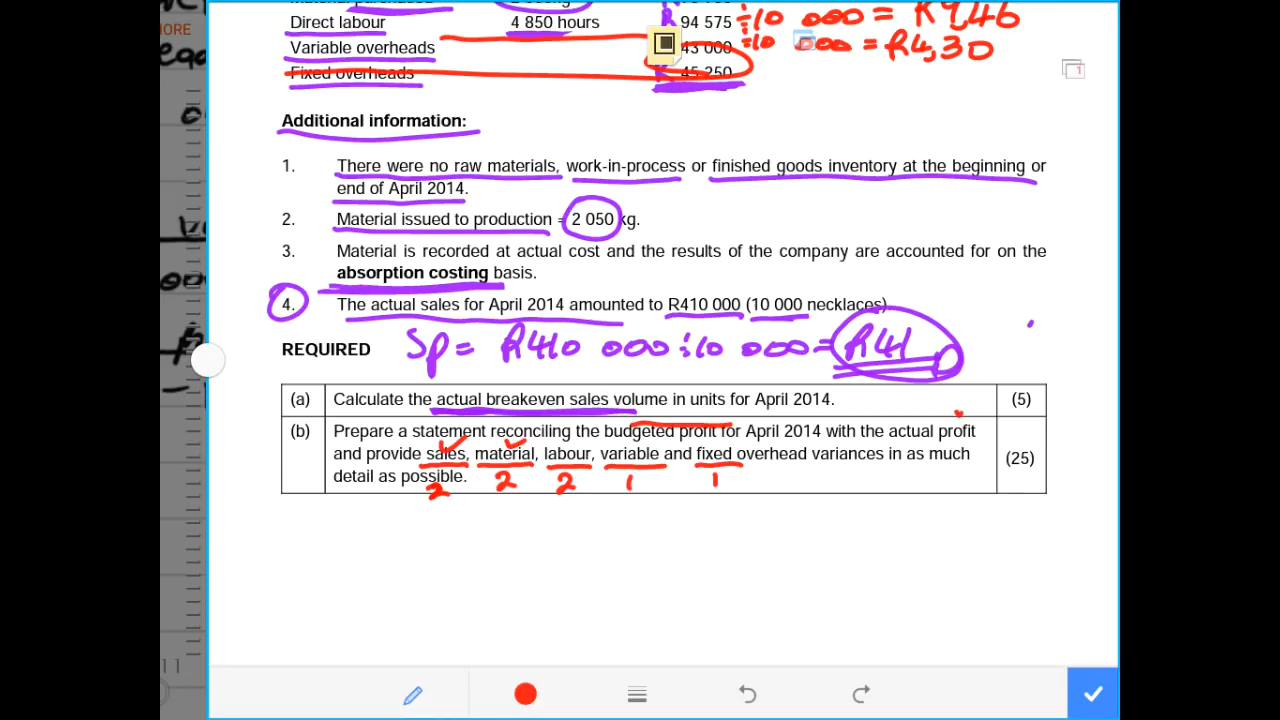 MORE
Direct labour 4 850 hours 94 575 ÷10 000 = R9,46
Variable overheads 43 000 = R4,30
Fixed overheads 45 250
1
Additional information:
1. There were no raw materials, work-in-process or finished goods inventory at the beginning or
end of April 2014.
2. Material issued to production = 2 050 kg.
3. Material is recorded at actual cost and the results of the company are accounted for on the
absorption costing basis.
4. The actual sales for April 2014 amounted to R410 000 (10 000 necklaces)
Sp = R410 000 ÷ 10 000 = R41
REQUIRED
(a) Calculate the actual breakeven sales volume in units for April 2014. (5)
(b) Prepare a statement reconciling the budgeted profit for April 2014 with the actual profit
and provide sales, material, labour, variable and fixed overhead variances in as much
detail as possible. (25)
2 2 2 1 1